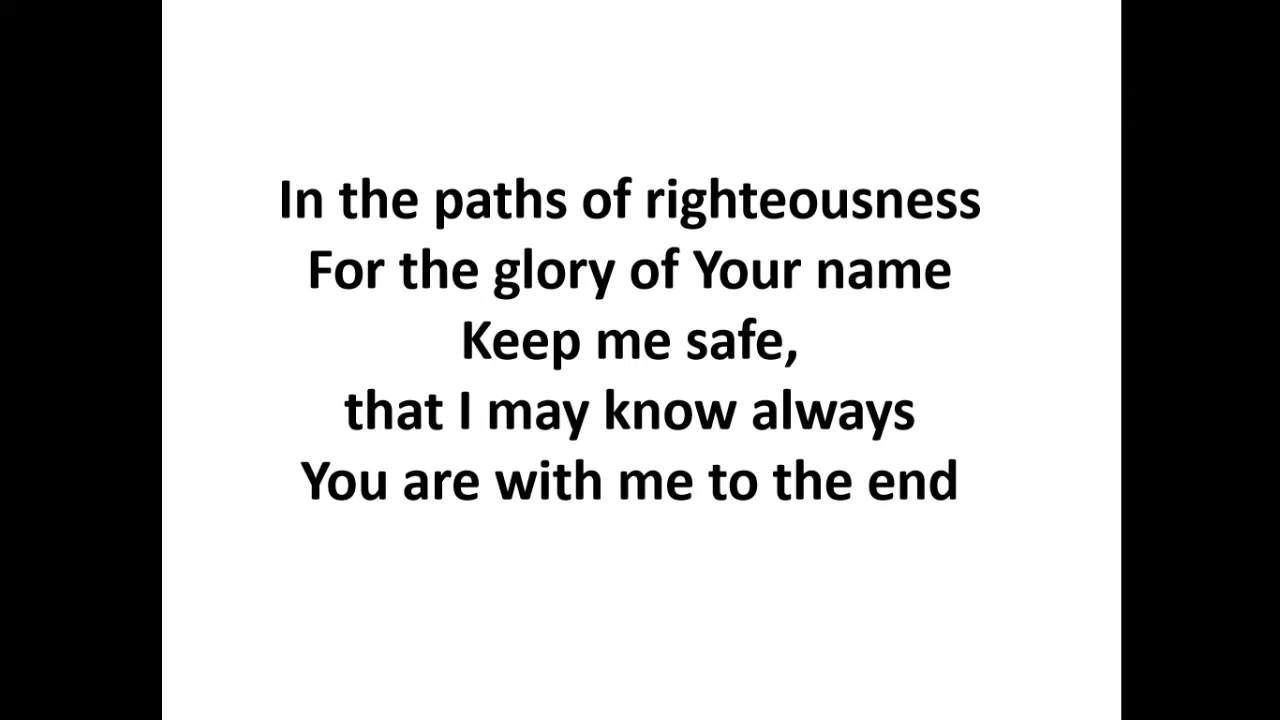 In the paths of righteousness
For the glory of Your name
Keep me safe,
that I may know always
You are with me to the end